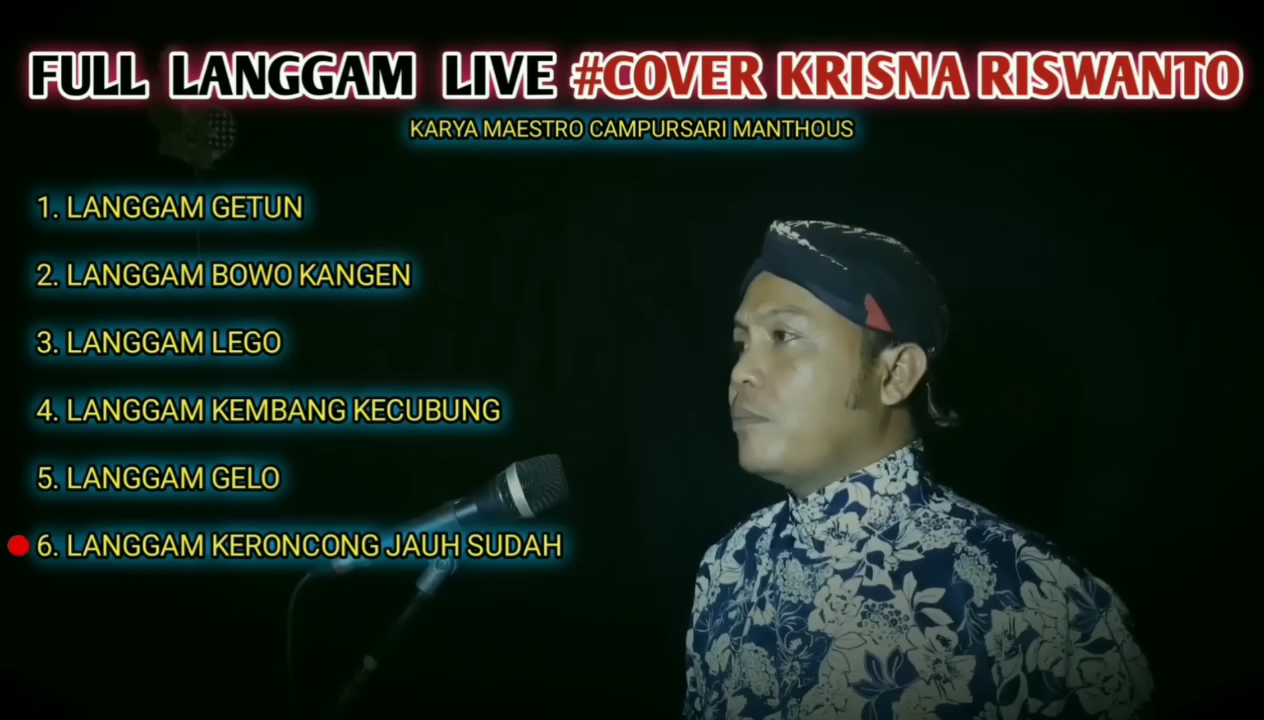 FULL LANGGAM LIVE #COVER KRISNA RISWANTO
KARYA MAESTRO CAMPURSARI MANTHOUS
1. LANGGAM GETUN
2. LANGGAM BOWO KANGEN
3. LANGGAM LEGO
4. LANGGAM KEMBANG KECUBUNG
5. LANGGAM GELO
6. LANGGAM KERONCONG JAUH SUDAH